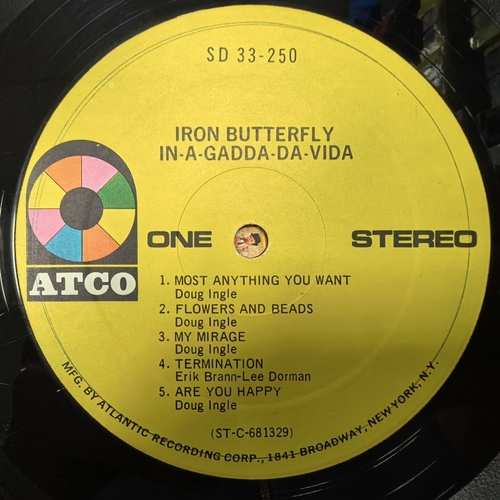 SD 33-250
IRON BUTTERFLY
IN-A-GADDA-DA-VIDA
ATCO
ONE
STEREO
1. MOST ANYTHING YOU WANT
Doug Ingle
2. FLOWERS AND BEADS
Doug Ingle
3. MY MIRAGE
Doug Ingle
4. TERMINATION
Erik Brann-Lee Dorman
5. ARE YOU HAPPY
Doug Ingle
(ST-C-681329)
MFG. BY ATLANTIC RECORDING CORP., 1841 BROADWAY, NEW YORK, N.Y.